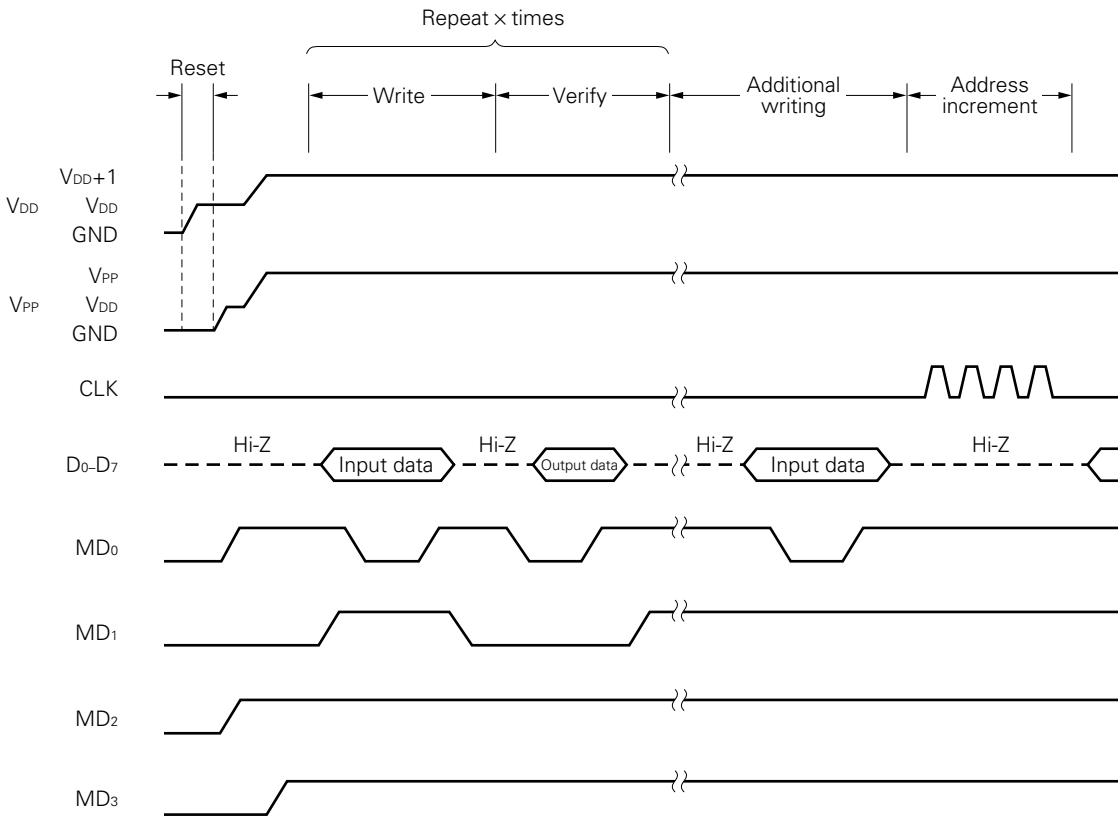 Repeat × times
Reset
Write
Verify
Additional
writing
Address
increment
VDD+1
VDD VDD
GND
VPP
VPP VDD
GND
CLK
D0–D7 Hi-Z Input data Hi-Z Output data Hi-Z Input data Hi-Z
MD0
MD1
MD2
MD3